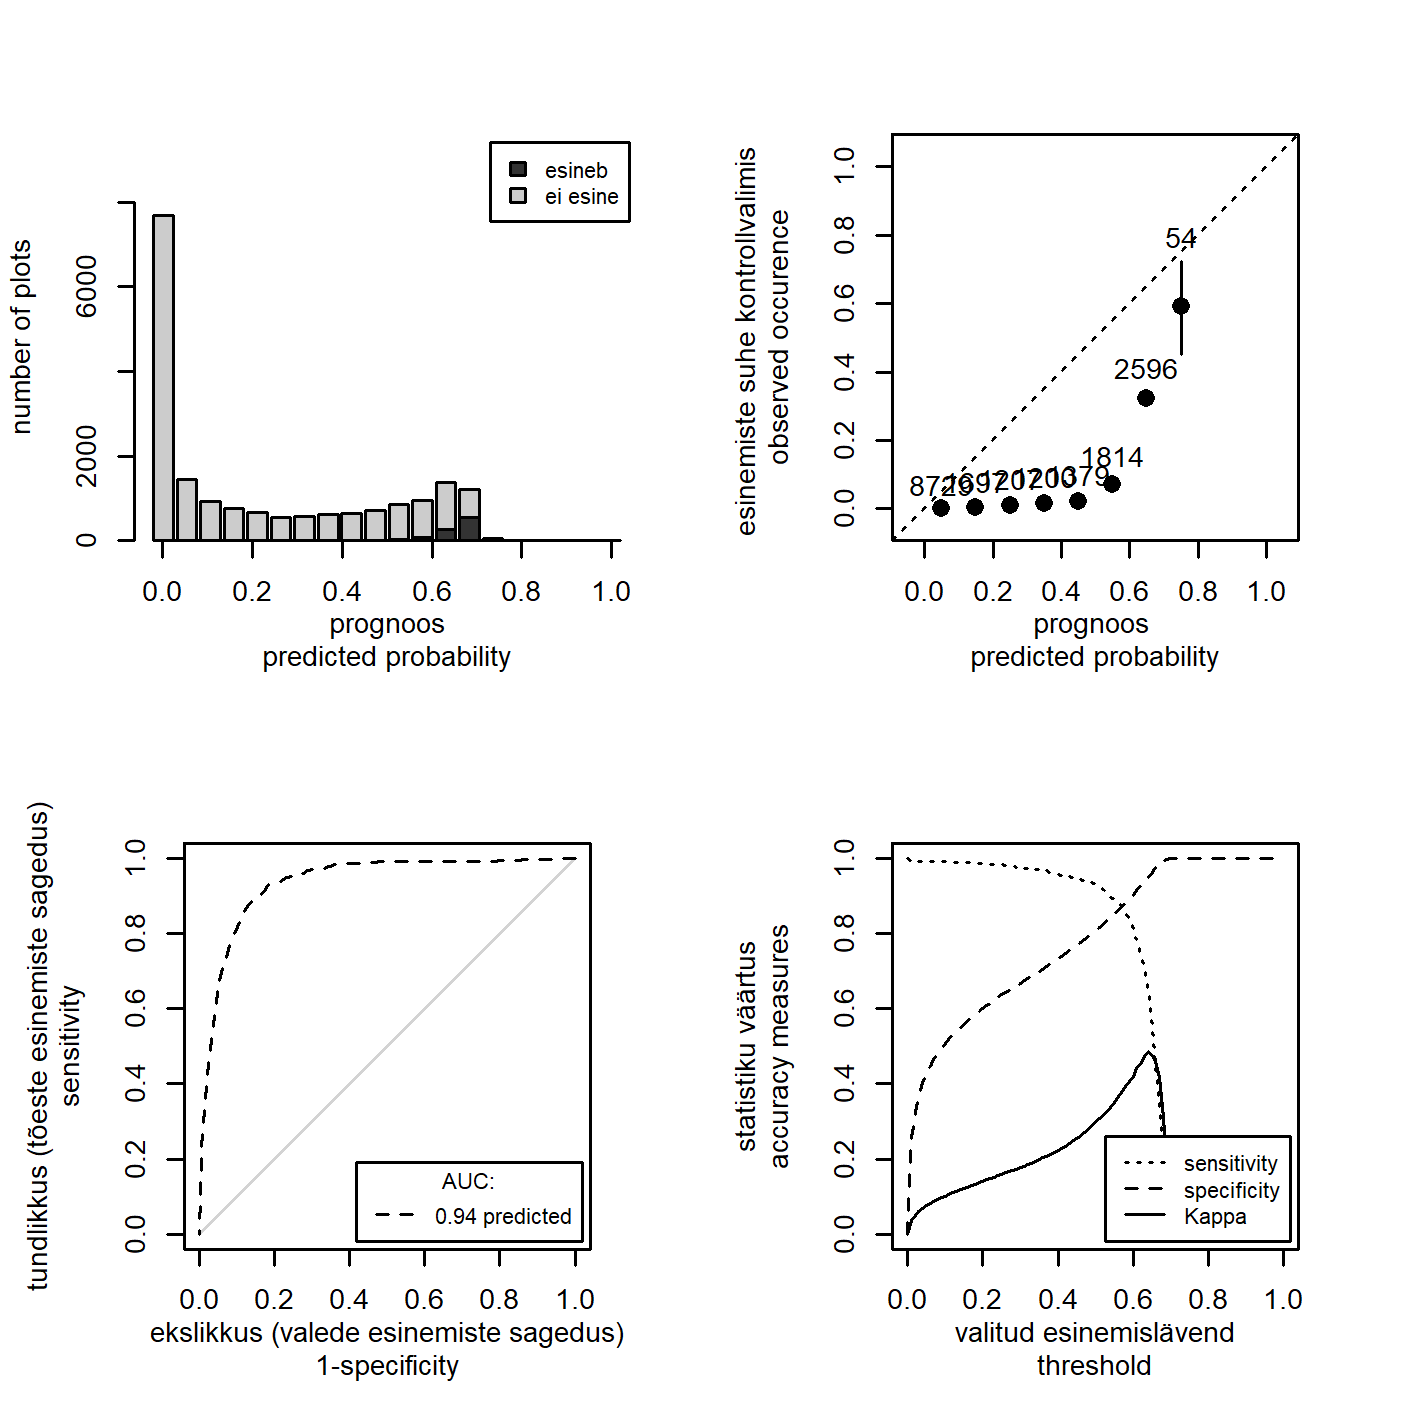 esineb
ei esine
number of plots
0
2000
6000
0.0 0.2 0.4 0.6 0.8 1.0
prognoos
predicted probability
esinemiste suhe kontrollvalimis
observed occurence
0.0 0.2 0.4 0.6 0.8 1.0
54
2596
1814
1379
1200
1207
1697
0.0 0.2 0.4 0.6 0.8 1.0
prognoos
predicted probability
tundlikkus (tõeste esinemiste sagedus)
sensitivity
0.0 0.2 0.4 0.6 0.8 1.0
AUC:
0.94 predicted
0.0 0.2 0.4 0.6 0.8 1.0
ekslikkus (valede esinemiste sagedus)
1-specificity
statistiku väärtus
accuracy measures
0.0 0.2 0.4 0.6 0.8 1.0
sensitivity
specificity
Kappa
0.0 0.2 0.4 0.6 0.8 1.0
valitud esinemislävend
threshold